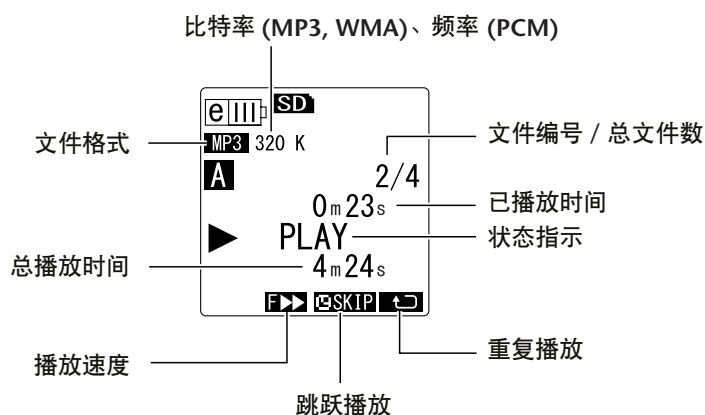 比特率 (MP3, WMA)、频率 (PCM)
e SD
文件格式 MP3 320 K
文件编号 / 总文件数
A 2/4
0m23s 已播放时间
PLAY 状态指示
总播放时间 4m24s
F SKIP
播放速度
重复播放
跳跃播放